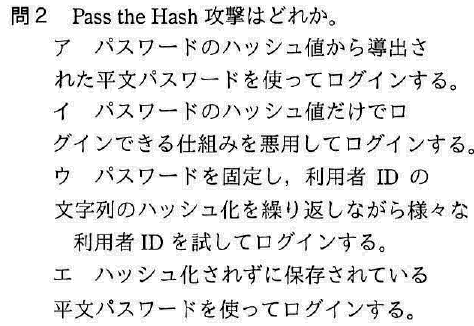 問2 Pass the Hash 攻撃はどれか。
ア パスワードのハッシュ値から導出さ
れた平文パスワードを使ってログインする。
イ パスワードのハッシュ値だけでロ
グインできる仕組みを悪用してログインする。
ウ パスワードを固定し，利用者 ID の
文字列のハッシュ化を繰り返しながら様々な
利用者 ID を試してログインする。
エ ハッシュ化されずに保存されている
平文パスワードを使ってログインする。